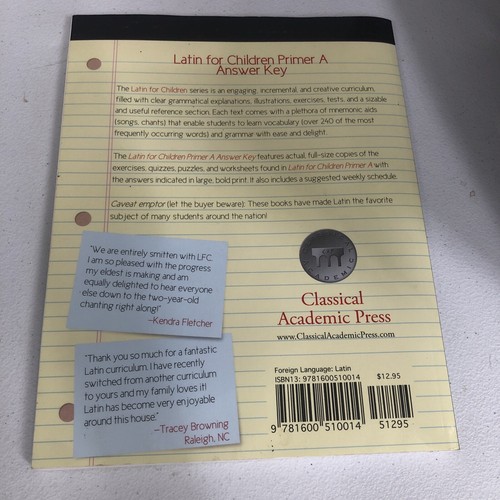 Latin for Children Primer A
Answer Key
The Latin for Children series is an engaging, incremental, and creative curriculum,
filled with clear grammatical explanations, illustrations, exercises, tests, and a sizable
and useful reference section. Each text comes with a plethora of mnemonic aids
(songs, chants) that enable students to learn vocabulary (over 240 of the most
frequently occurring words) and grammar with ease and delight.
The Latin for Children Primer A Answer Key features actual, full-size copies of the
exercises, quizzes, puzzles, and worksheets found in Latin for Children Primer A with
the answers indicated in large, bold print. It also includes a suggested weekly schedule.
Caveat emptor (let the buyer beware): These books have made Latin the favorite
subject of many students around the nation!
"We are entirely smitten with LFC.
I am so pleased with the progress
my eldest is making and am
equally delighted to hear everyone
else down to the two-year-old
chanting right along!"
—Kendra Fletcher
"Thank you so much for a fantastic
Latin curriculum. I have recently
switched from another curriculum
to yours and my family loves it!
Latin has become very enjoyable
around this house."
—Tracey Browning
Raleigh, NC
Classical
Academic Press
www.ClassicalAcademicPress.com
Foreign Language: Latin
ISBN13: 9781600510014 $12.95
9 781600 510014 51295